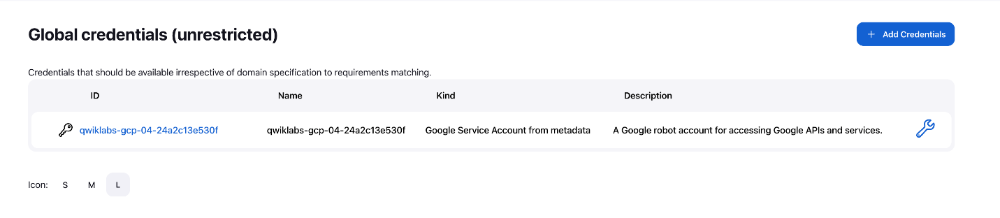 Global credentials (unrestricted)
+ Add Credentials
Credentials that should be available irrespective of domain specification to requirements matching.
ID Name Kind Description
qwiklabs-gcp-04-24a2c13e530f qwiklabs-gcp-04-24a2c13e530f Google Service Account from metadata A Google robot account for accessing Google APIs and services.
Icon: S M L